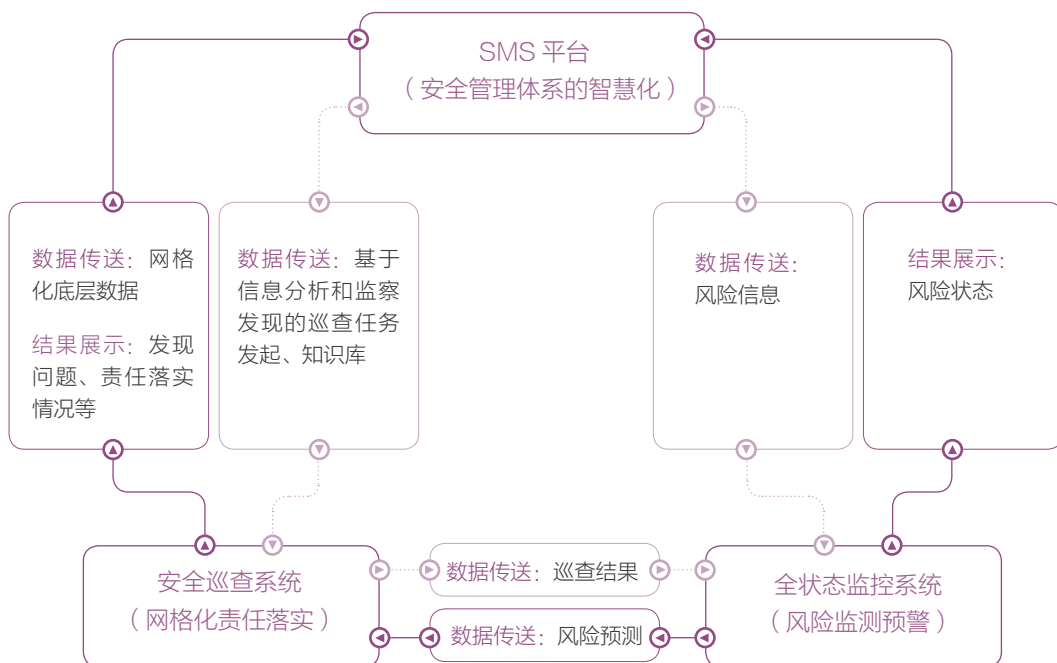 SMS 平台
（安全管理体系的智慧化）
数据传送：网格
化底层数据
结果展示：发现
问题、责任落实
情况等
数据传送：基于
信息分析和监察
发现的巡查任务
发起、知识库
数据传送：
风险信息
结果展示：
风险状态
安全巡查系统
（网格化责任落实）
数据传送：巡查结果
数据传送：风险预测
全状态监控系统
（风险监测预警）